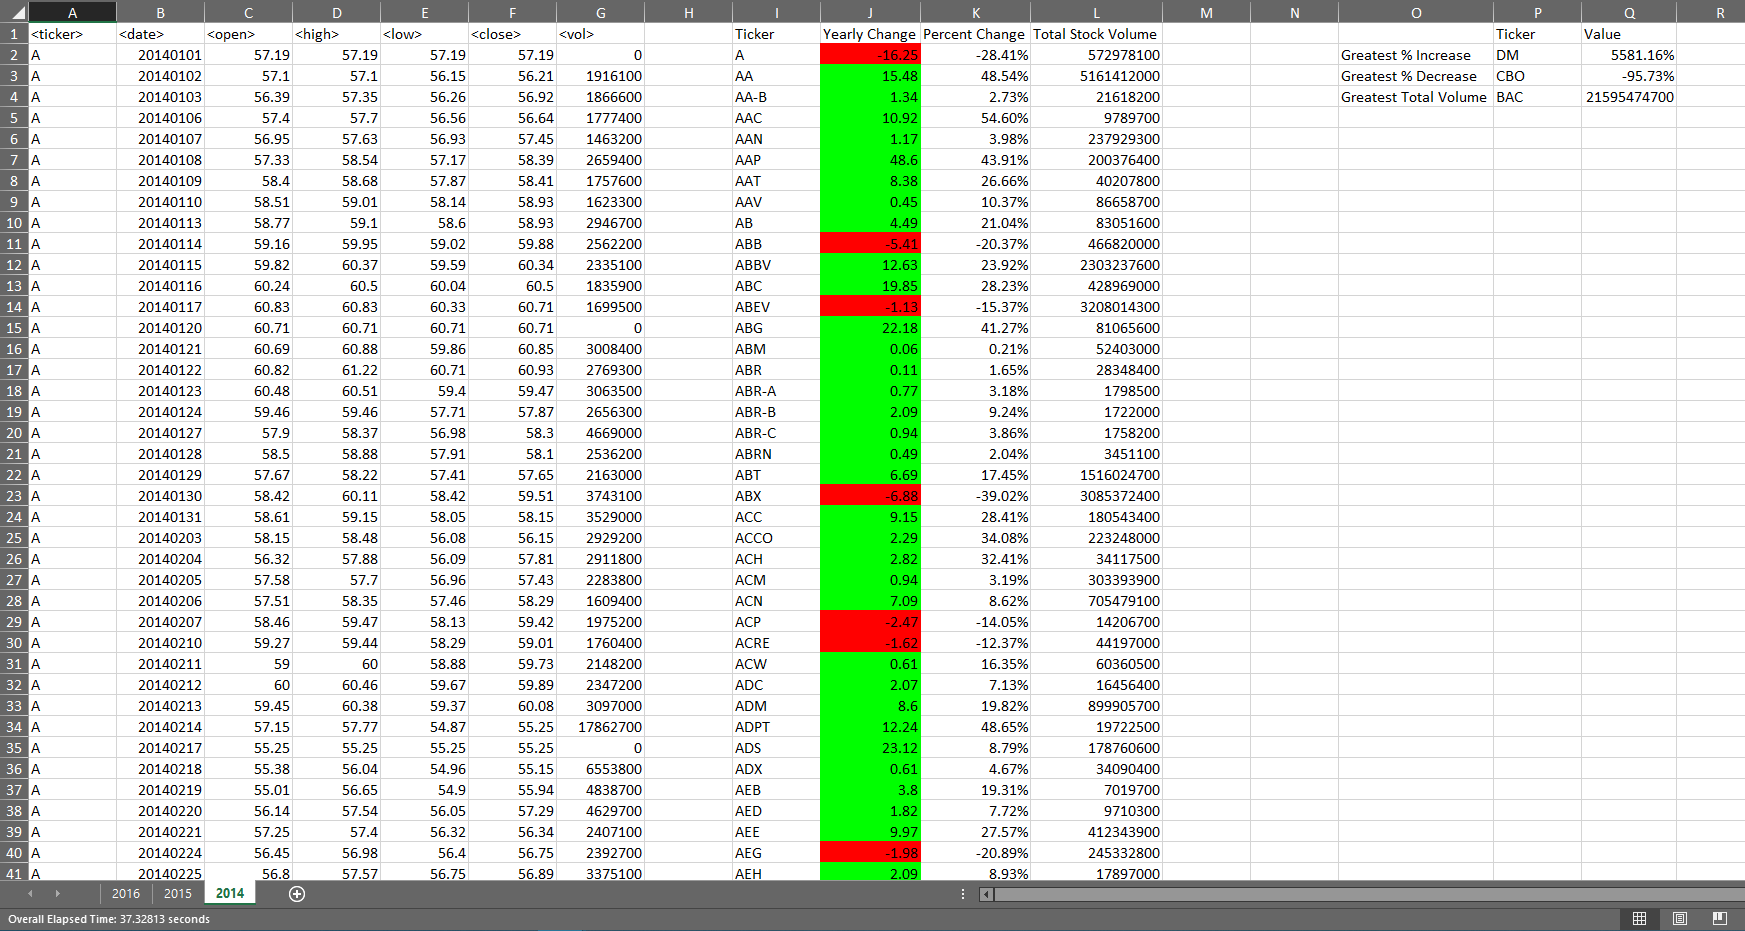 A B C D E F G H I J K L M N O P Q R
1 <ticker> <date> <open> <high> <low> <close> <vol> Ticker Yearly Change Percent Change Total Stock Volume Ticker Value
2 A 20140101 57.19 57.19 57.19 57.19 0 A -16.25 -28.41% 572978100 Greatest % Increase DM 5581.16%
3 A 20140102 57.1 57.1 56.15 56.21 1916100 AA 15.48 48.54% 5161412000 Greatest % Decrease CBO -95.73%
4 A 20140103 56.39 57.35 56.26 56.92 1866600 AA-B 1.34 2.73% 21618200 Greatest Total Volume BAC 21595474700
5 A 20140106 57.4 57.7 56.56 56.64 1777400 AAC 10.92 54.60% 9789700
6 A 20140107 56.95 57.63 56.93 57.45 1463200 AAN 1.17 3.98% 237929300
7 A 20140108 57.33 58.54 57.17 58.39 2659400 AAP 48.6 43.91% 200376400
8 A 20140109 58.4 58.68 57.87 58.41 1757600 AAT 8.38 26.66% 40207800
9 A 20140110 58.51 59.01 58.14 58.93 1623300 AAV 0.45 10.37% 86658700
10 A 20140113 58.77 59.1 58.6 58.93 2946700 AB 4.49 21.04% 83051600
11 A 20140114 59.16 59.95 59.02 59.88 2562200 ABB -5.41 -20.37% 466820000
12 A 20140115 59.82 60.37 59.59 60.34 2335100 ABBV 12.63 23.92% 2303237600
13 A 20140116 60.24 60.5 60.04 60.5 1835900 ABC 19.85 28.23% 428969000
14 A 20140117 60.83 60.83 60.33 60.71 1699500 ABEV -1.13 -15.37% 3208014300
15 A 20140120 60.71 60.71 60.71 60.71 0 ABG 22.18 41.27% 81065600
16 A 20140121 60.69 60.88 59.86 60.85 3008400 ABM 0.06 0.21% 52403000
17 A 20140122 60.82 61.22 60.71 60.93 2769300 ABR 0.11 1.65% 28348400
18 A 20140123 60.48 60.51 59.4 59.47 3063500 ABR-A 0.77 3.18% 1798500
19 A 20140124 59.46 59.46 57.71 57.87 2656300 ABR-B 2.09 9.24% 1722000
20 A 20140127 57.9 58.37 56.98 58.3 4669000 ABR-C 0.94 3.86% 1758200
21 A 20140128 58.5 58.88 57.91 58.1 2536200 ABRN 0.49 2.04% 3451100
22 A 20140129 57.67 58.22 57.41 57.65 2163000 ABT 6.69 17.45% 1516024700
23 A 20140130 58.42 60.11 58.42 59.51 3743100 ABX -6.88 -39.02% 3085372400
24 A 20140131 58.61 59.15 58.05 58.15 3529000 ACC 9.15 28.41% 180543400
25 A 20140203 58.15 58.48 56.08 56.15 2929200 ACCO 2.29 34.08% 223248000
26 A 20140204 56.32 57.88 56.09 57.81 2911800 ACH 2.82 32.41% 34117500
27 A 20140205 57.58 57.7 56.96 57.43 2283800 ACM 0.94 3.19% 303393900
28 A 20140206 57.51 58.35 57.46 58.29 1609400 ACN 7.09 8.62% 705479100
29 A 20140207 58.46 59.47 58.13 59.42 1975200 ACP -2.47 -14.05% 14206700
30 A 20140210 59.27 59.44 58.29 59.01 1760400 ACRE -1.62 -12.37% 44197000
31 A 20140211 59 60 58.88 59.73 2148200 ACW 0.61 16.35% 60360500
32 A 20140212 60 60.46 59.67 59.89 2347200 ADC 2.07 7.13% 16456400
33 A 20140213 59.45 60.38 59.37 60.08 3097000 ADM 8.6 19.82% 899905700
34 A 20140214 57.15 57.77 54.87 55.25 17862700 ADPT 12.24 48.65% 19722500
35 A 20140217 55.25 55.25 55.25 55.25 0 ADS 23.12 8.79% 178760600
36 A 20140218 55.38 56.04 54.96 55.15 6553800 ADX 0.61 4.67% 34090400
37 A 20140219 55.01 56.65 54.9 55.94 4838700 AEB 3.8 19.31% 7019700
38 A 20140220 56.14 57.54 56.05 57.29 4629700 AED 1.82 7.72% 9710300
39 A 20140221 57.25 57.4 56.32 56.34 2407100 AEE 9.97 27.57% 412343900
40 A 20140224 56.45 56.98 56.4 56.75 2392700 AEG -1.98 -20.89% 245332800
41 A 20140225 56.8 57.57 56.75 56.89 3375100 AEH 2.09 8.93% 17897000
2016 2015 2014
Overall Elapsed Time: 37.32813 seconds